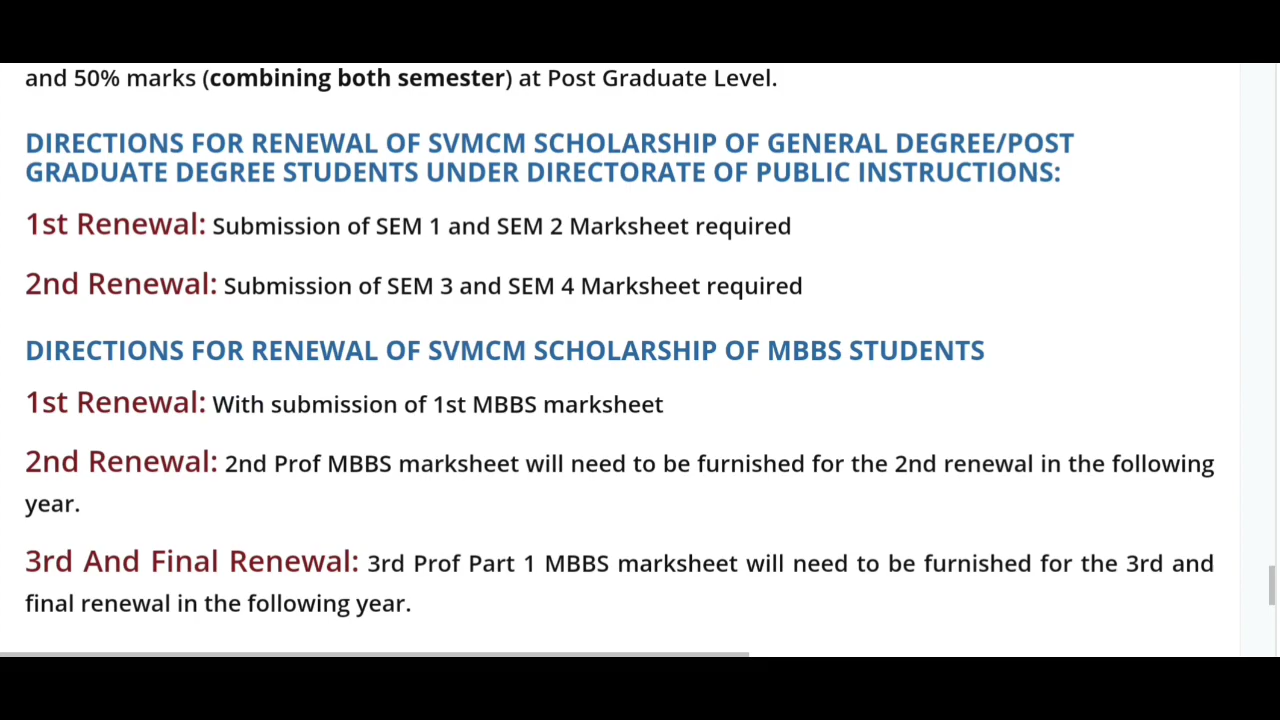 and 50% marks (combining both semester) at Post Graduate Level.
DIRECTIONS FOR RENEWAL OF SVMCM SCHOLARSHIP OF GENERAL DEGREE/POST
GRADUATE DEGREE STUDENTS UNDER DIRECTORATE OF PUBLIC INSTRUCTIONS:
1st Renewal: Submission of SEM 1 and SEM 2 Marksheet required
2nd Renewal: Submission of SEM 3 and SEM 4 Marksheet required
DIRECTIONS FOR RENEWAL OF SVMCM SCHOLARSHIP OF MBBS STUDENTS
1st Renewal: With submission of 1st MBBS marksheet
2nd Renewal: 2nd Prof MBBS marksheet will need to be furnished for the 2nd renewal in the following
year.
3rd And Final Renewal: 3rd Prof Part 1 MBBS marksheet will need to be furnished for the 3rd and
final renewal in the following year.